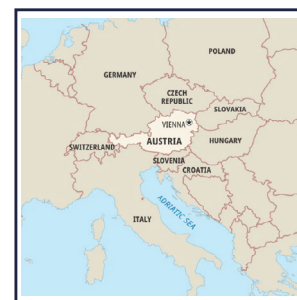 POLAND
GERMANY
CZECH
REPUBLIC
SLOVAKIA
VIENNA
AUSTRIA
HUNGARY
SWITZERLAND
SLOVENIA
CROATIA
ITALY
ADRIATIC SEA